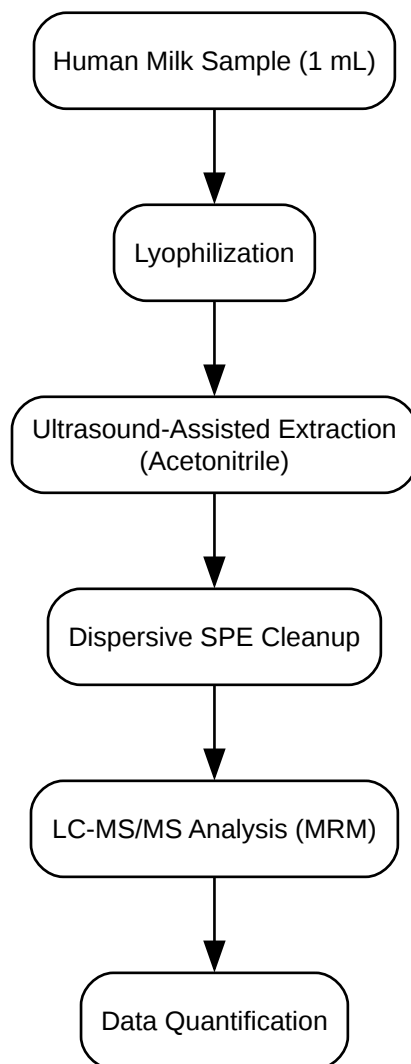 Human Milk Sample (1 mL)
Lyophilization
Ultrasound-Assisted Extraction
(Acetonitrile)
Dispersive SPE Cleanup
LC-MS/MS Analysis (MRM)
Data Quantification